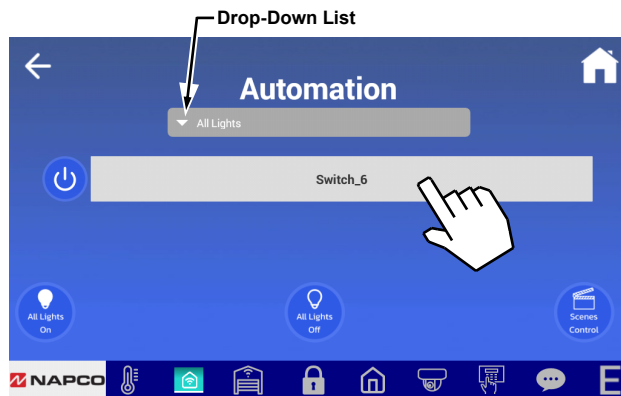 Drop-Down List
Automation
All Lights
Switch_6
All Lights
On
All Lights
Off
Scenes
Control
NAPCO
E